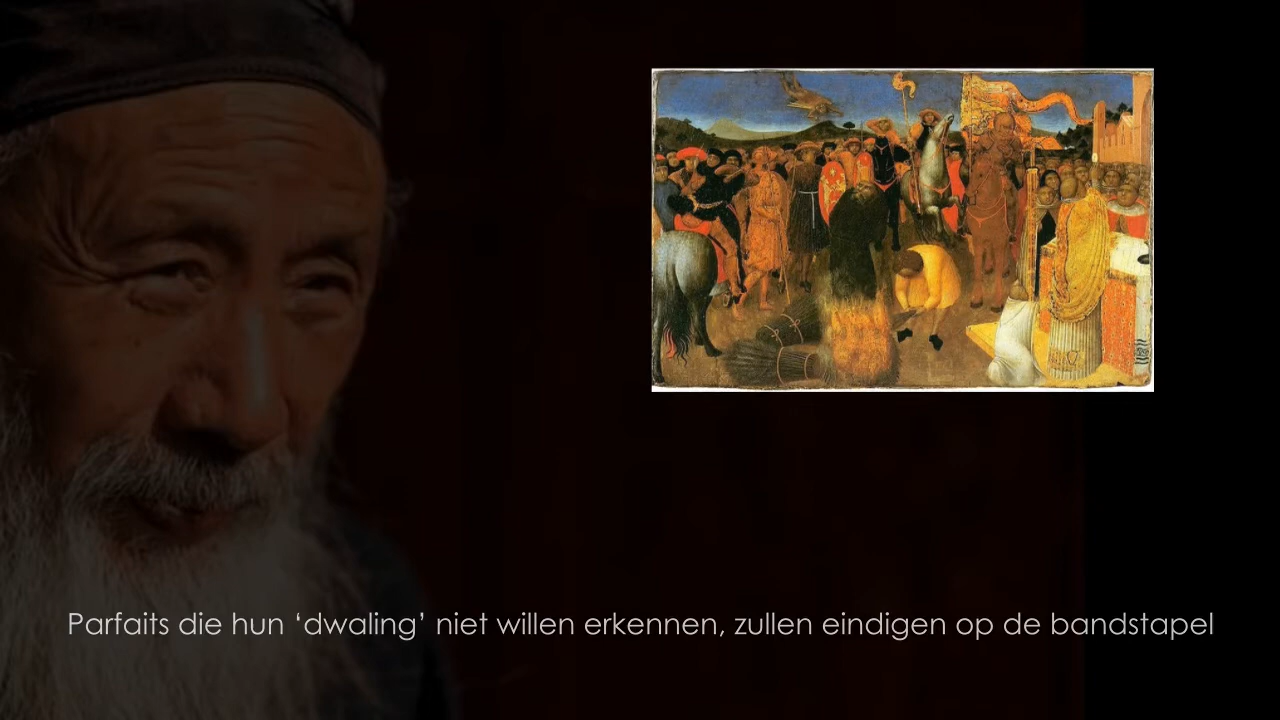 Parfaits die hun ‘dwaling’ niet willen erkennen, zullen eindigen op de bandstapel